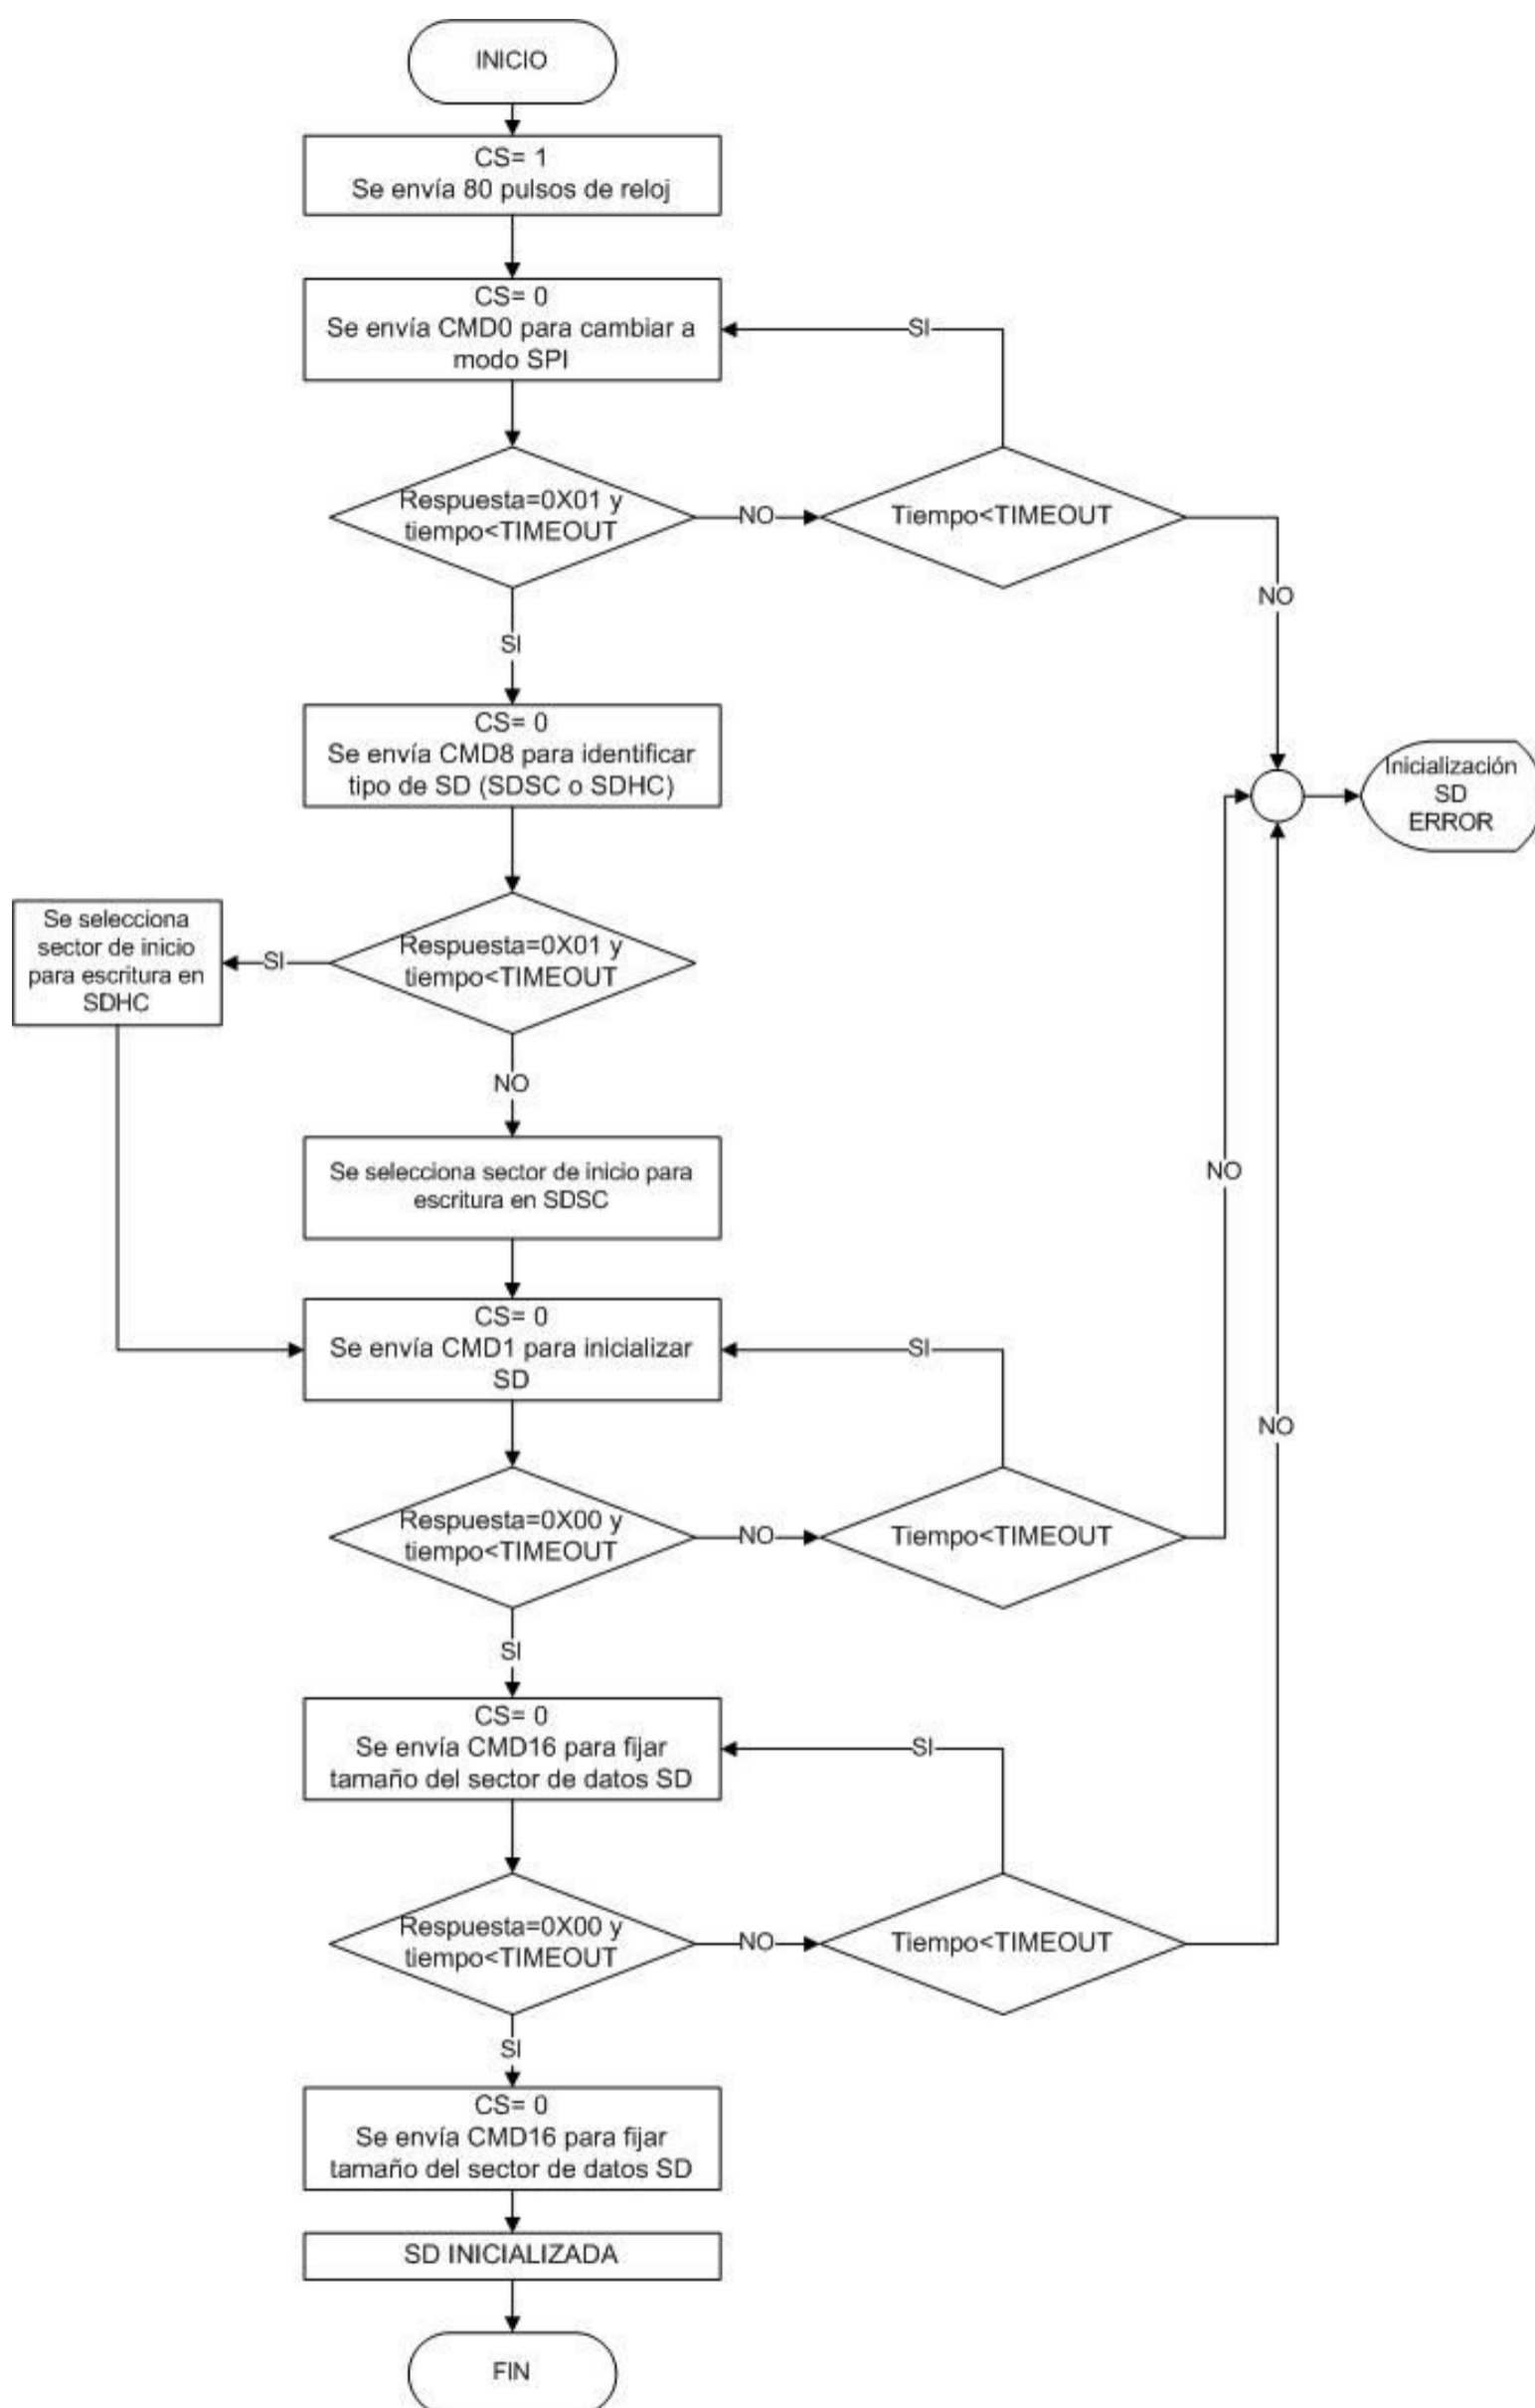 INICIO
CS= 1
Se envía 80 pulsos de reloj
CS= 0
Se envía CMD0 para cambiar a
modo SPI
SI
Respuesta=0X01 y
tiempo<TIMEOUT
NO
Tiempo<TIMEOUT
NO
SI
CS= 0
Se envía CMD8 para identificar
tipo de SD (SDSC o SDHC)
Inicialización
SD
ERROR
Se selecciona
sector de inicio
para escritura en
SDHC
SI
Respuesta=0X01 y
tiempo<TIMEOUT
NO
Se selecciona sector de inicio para
escritura en SDSC
NO
CS= 0
Se envía CMD1 para inicializar
SD
SI
NO
Respuesta=0X00 y
tiempo<TIMEOUT
NO
Tiempo<TIMEOUT
SI
CS= 0
Se envía CMD16 para fijar
tamaño del sector de datos SD
SI
Respuesta=0X00 y
tiempo<TIMEOUT
NO
Tiempo<TIMEOUT
SI
CS= 0
Se envía CMD16 para fijar
tamaño del sector de datos SD
SD INICIALIZADA
FIN